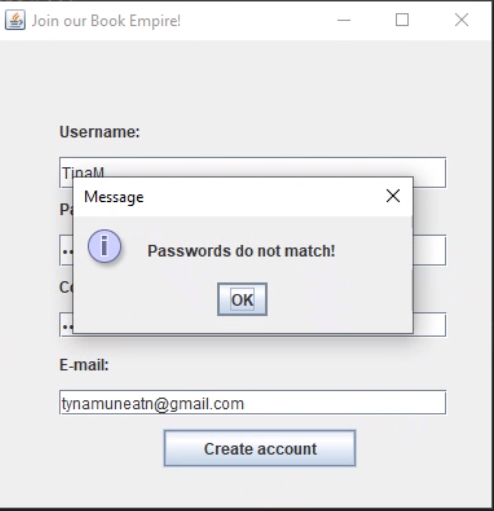 Join our Book Empire!
Username:
TinaM
Message
Passwords do not match!
OK
E-mail:
tynamuneatn@gmail.com
Create account